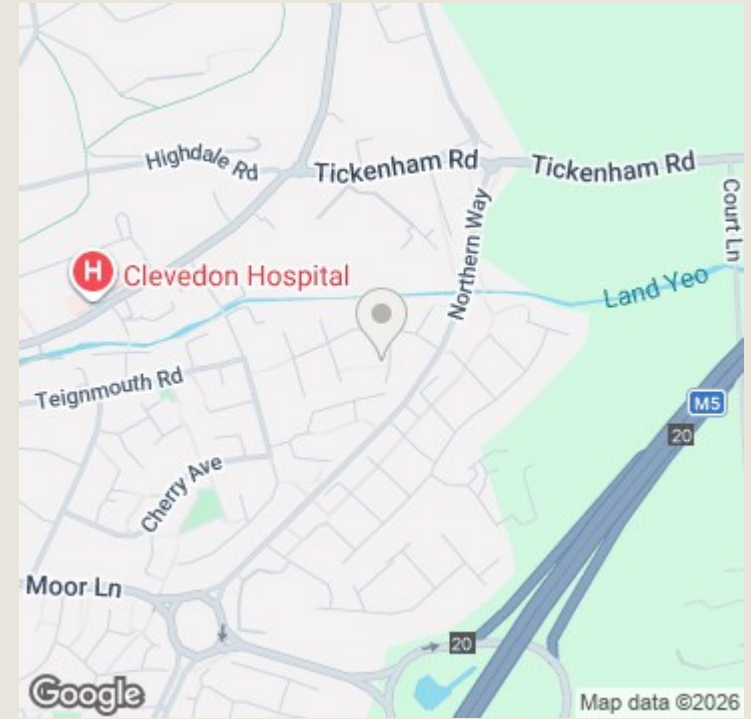 Highdale Rd
Tickenham Rd
Tickenham Rd
Court Ln
Northern Way
H
Clevedon Hospital
Land Yeo
Teignmouth Rd
M5
20
Cherry Ave
Moor Ln
20
Google
Map data ©2026